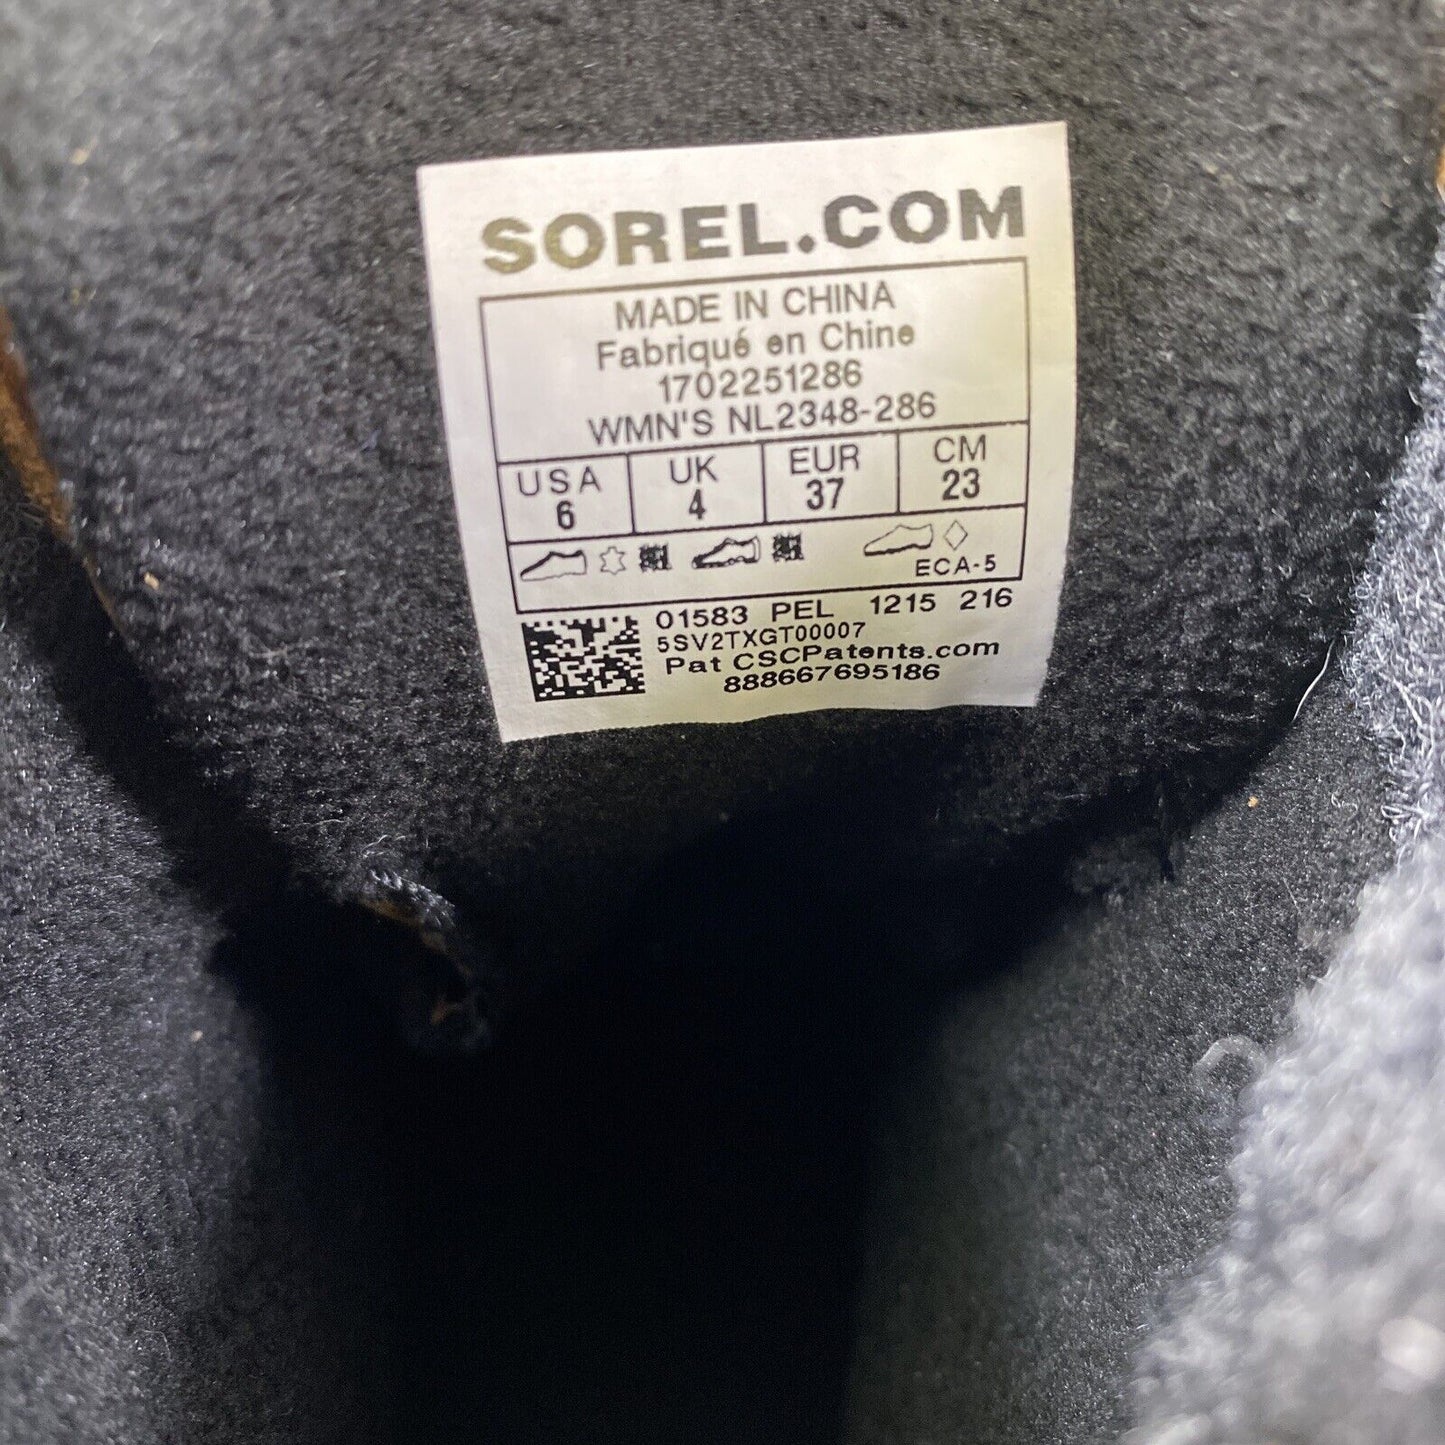 SOREL.COM
MADE IN CHINA
Fabriqué en Chine
1702251286
WMN'S NL2348-286
USA UK EUR CM
6 4 37 23
ECA-5
01583 PEL 1215 216
5SV2TXGT00007
Pat CSCPatents.com
888667695186